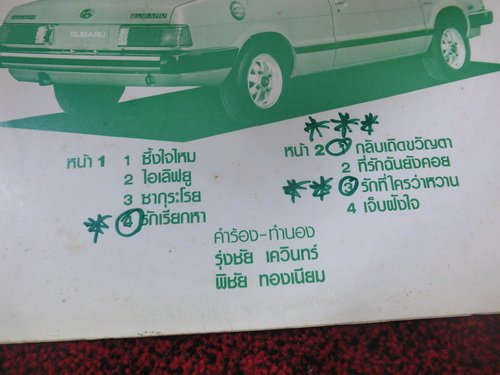 SUBARU
SUBARU
หน้า 1 1 ซึ้งใจไหม
2 ไอเลิฟยู
3 ซากุระโรย
4 รักเรียกหา
หน้า 2 1 กลับเถิดขวัญตา
2 ที่รักฉันยังคอย
3 รักที่ใครว่าหวาน
4 เจ็บฝังใจ
คำร้อง-ทำนอง
รุ่งชัย เควินทร์
พิชัย ทองเนียม